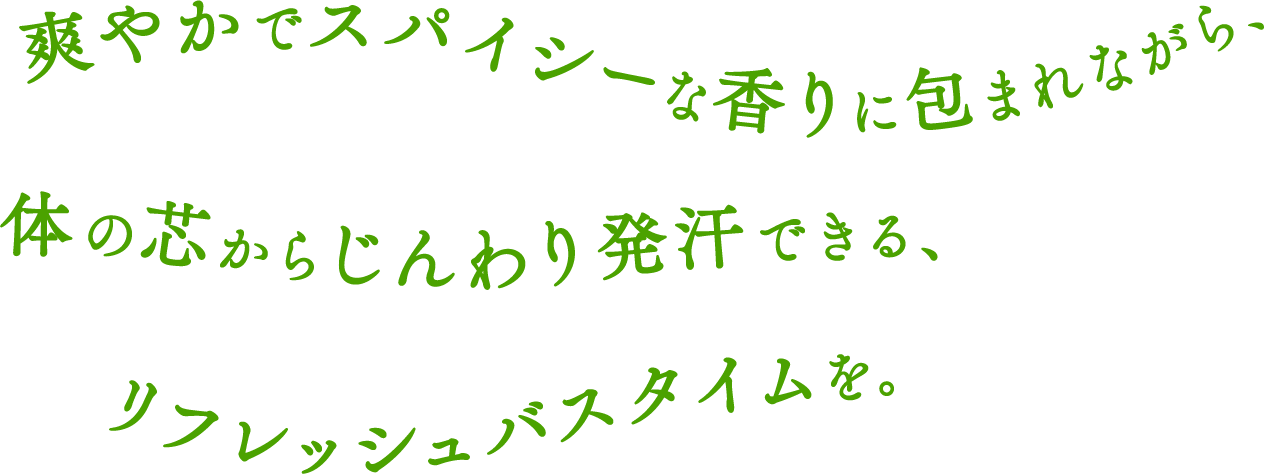 爽やかでスパイシーな香りに包まれながら、
体の芯からじんわり発汗できる、
リフレッシュバスタイムを。